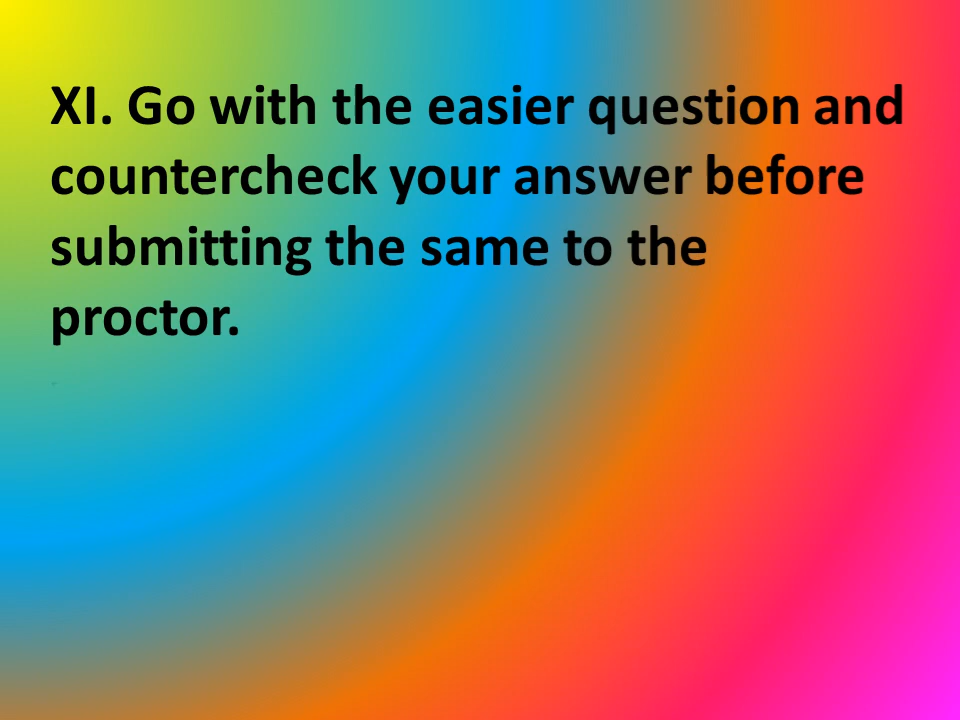 XI. Go with the easier question and
countercheck your answer before
submitting the same to the
proctor.